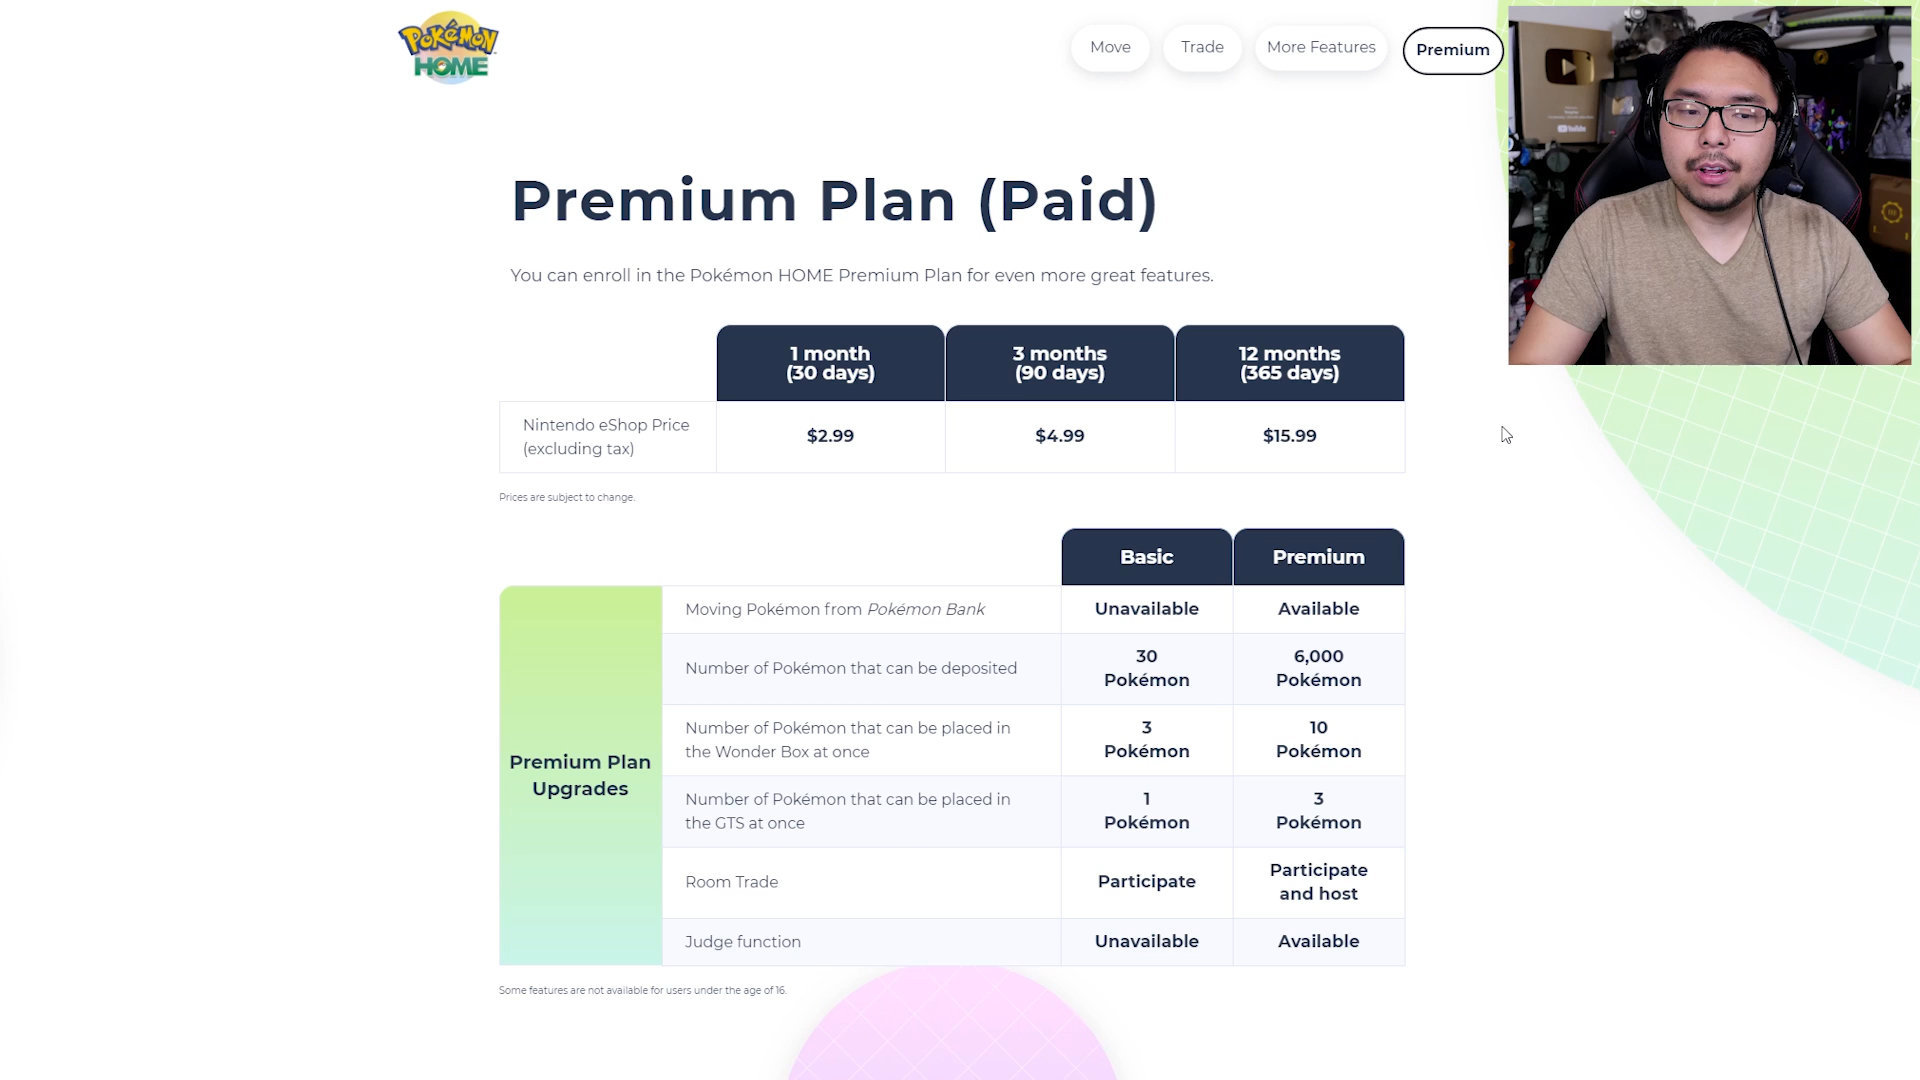 Pokémon
HOME
Move
Trade
More Features
Premium
YouTube
Premium Plan (Paid)
You can enroll in the Pokémon HOME Premium Plan for even more great features.
1 month
(30 days)
3 months
(90 days)
12 months
(365 days)
Nintendo eShop Price
(excluding tax)
$2.99
$4.99
$15.99
Prices are subject to change.
Basic
Premium
Premium Plan
Upgrades
Moving Pokémon from Pokémon Bank
Unavailable
Available
Number of Pokémon that can be deposited
30
Pokémon
6,000
Pokémon
Number of Pokémon that can be placed in
the Wonder Box at once
3
Pokémon
10
Pokémon
Number of Pokémon that can be placed in
the GTS at once
1
Pokémon
3
Pokémon
Room Trade
Participate
Participate
and host
Judge function
Unavailable
Available
Some features are not available for users under the age of 16.